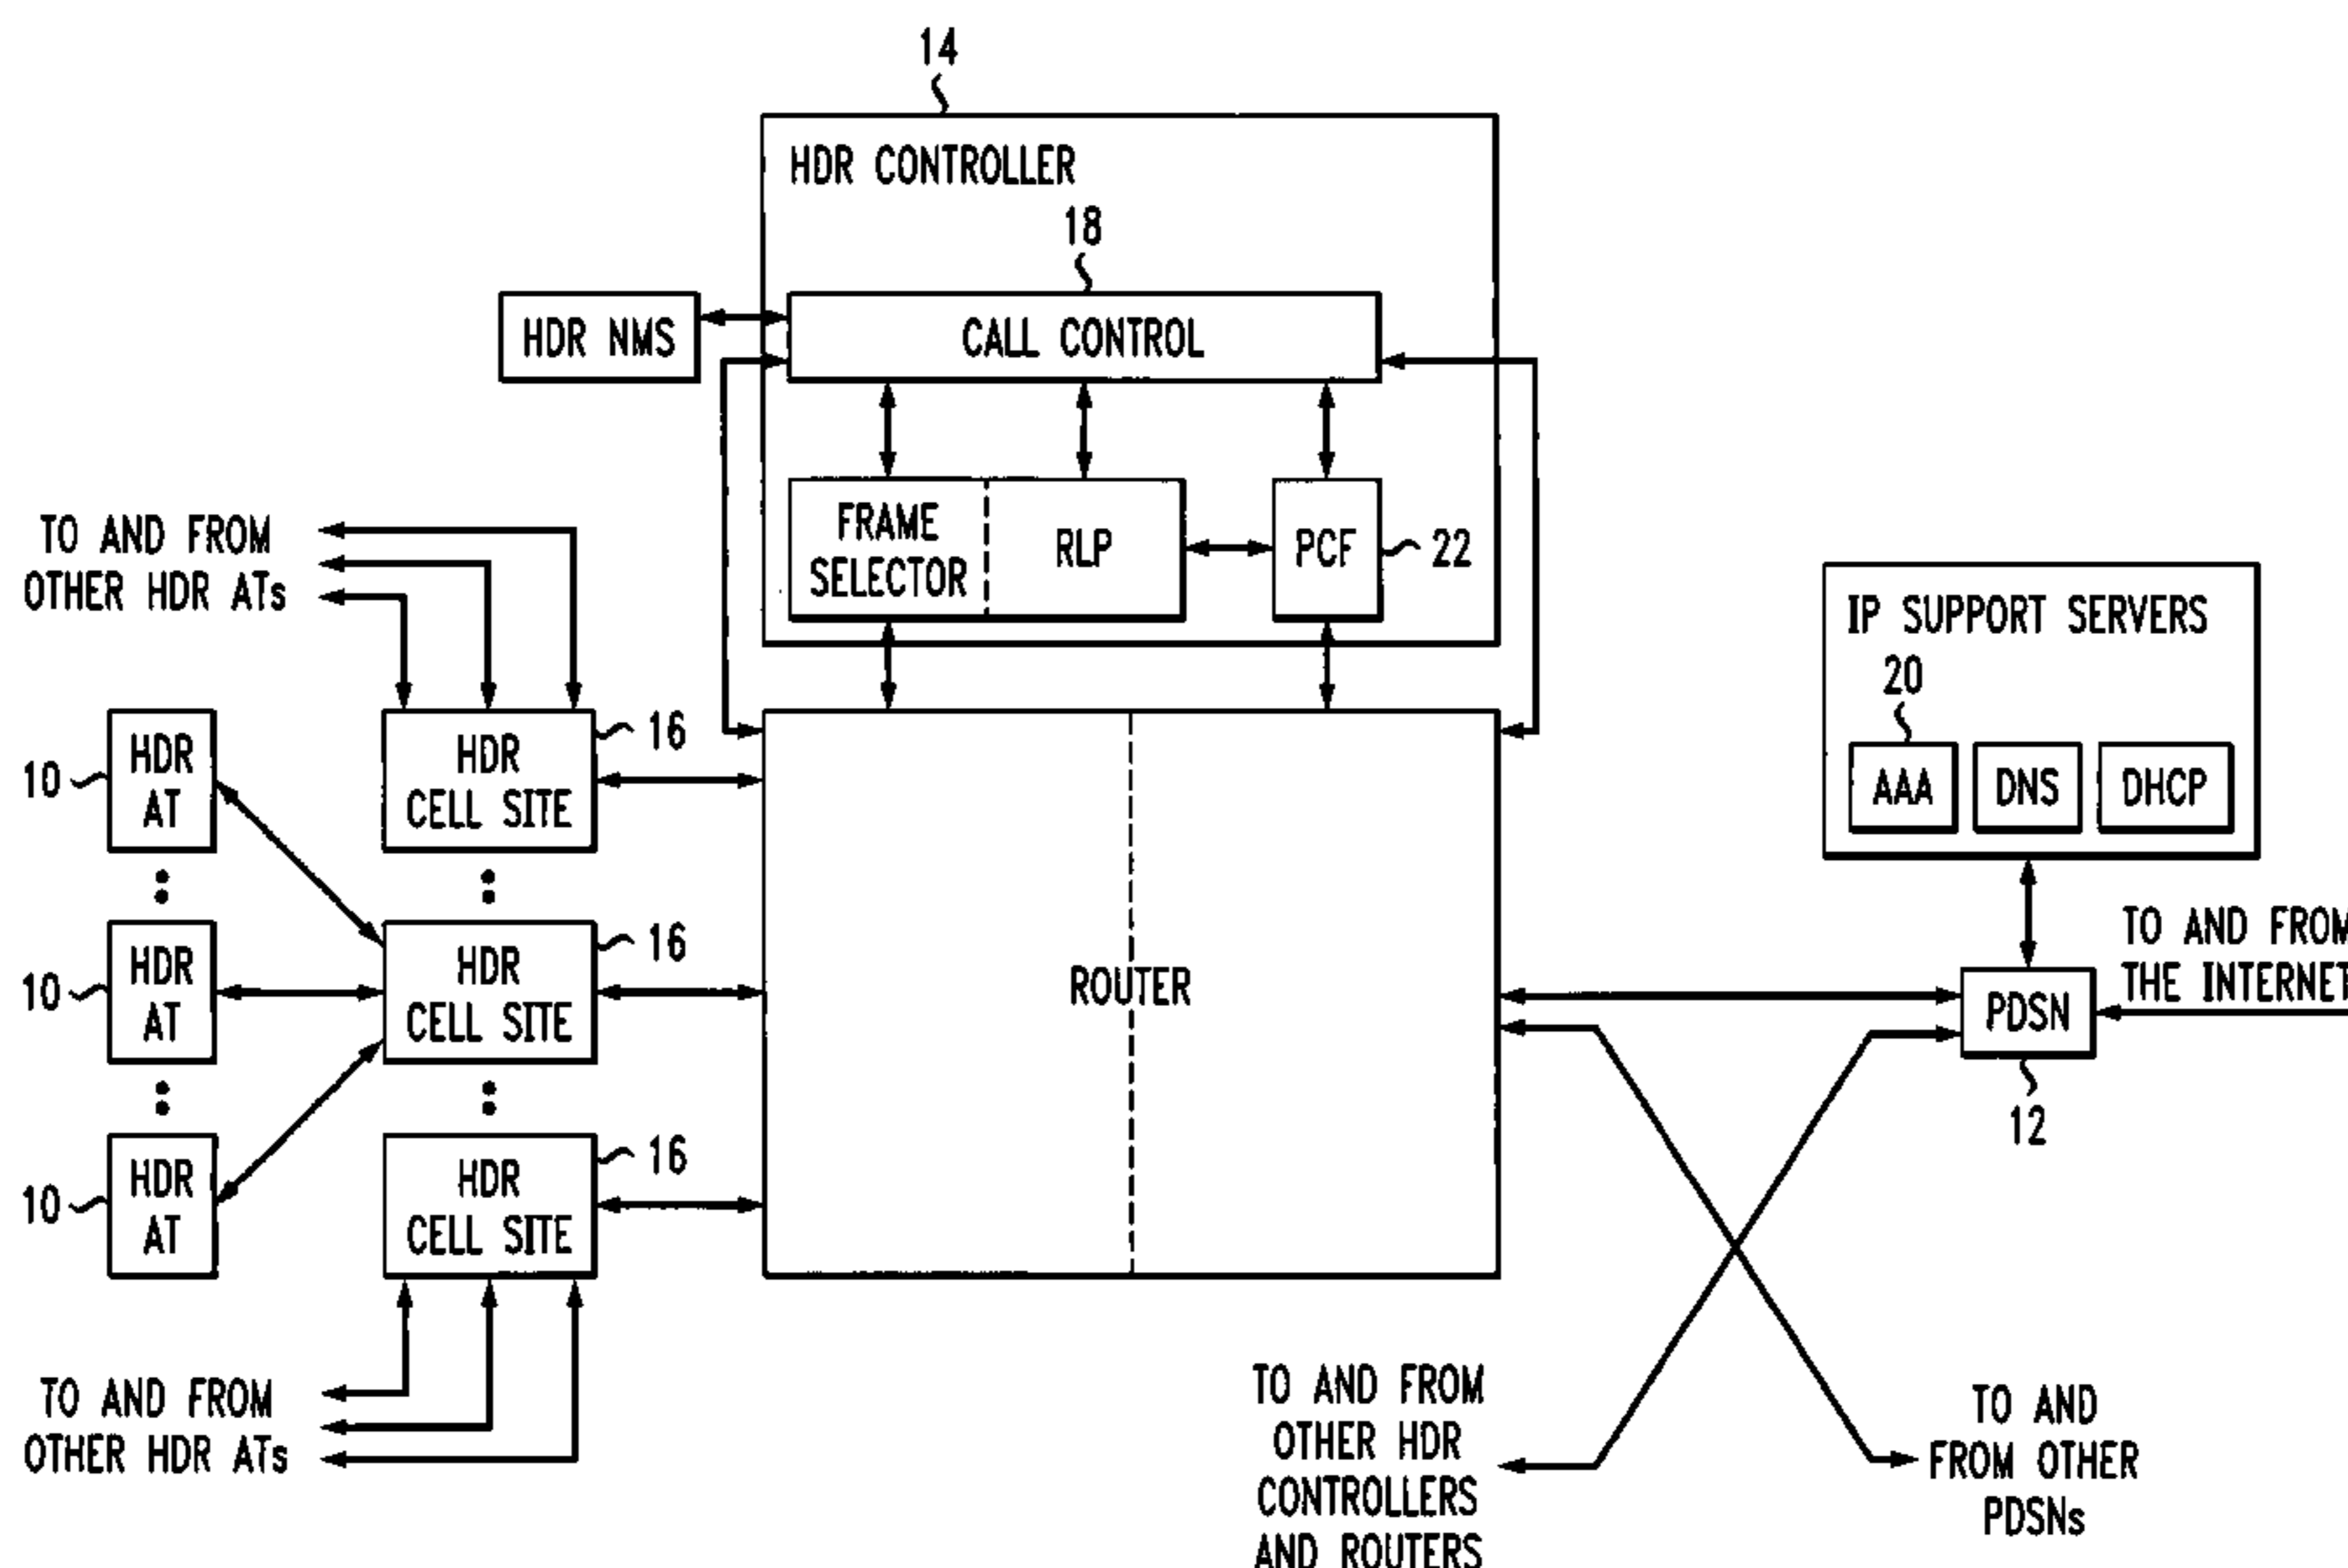 14
HDR CONTROLLER
18
HDR NMS
CALL CONTROL
TO AND FROM
OTHER HDR ATs
FRAME
SELECTOR
RLP
PCF
22
IP SUPPORT SERVERS
20
AAA
DNS
DHCP
10
HDR
AT
HDR
CELL SITE
16
10
HDR
AT
HDR
CELL SITE
16
ROUTER
TO AND FROM
THE INTERNET
PDSN
12
10
HDR
AT
HDR
CELL SITE
16
TO AND FROM
OTHER HDR ATs
TO AND FROM
OTHER HDR
CONTROLLERS
AND ROUTERS
TO AND
FROM OTHER
PDSNs